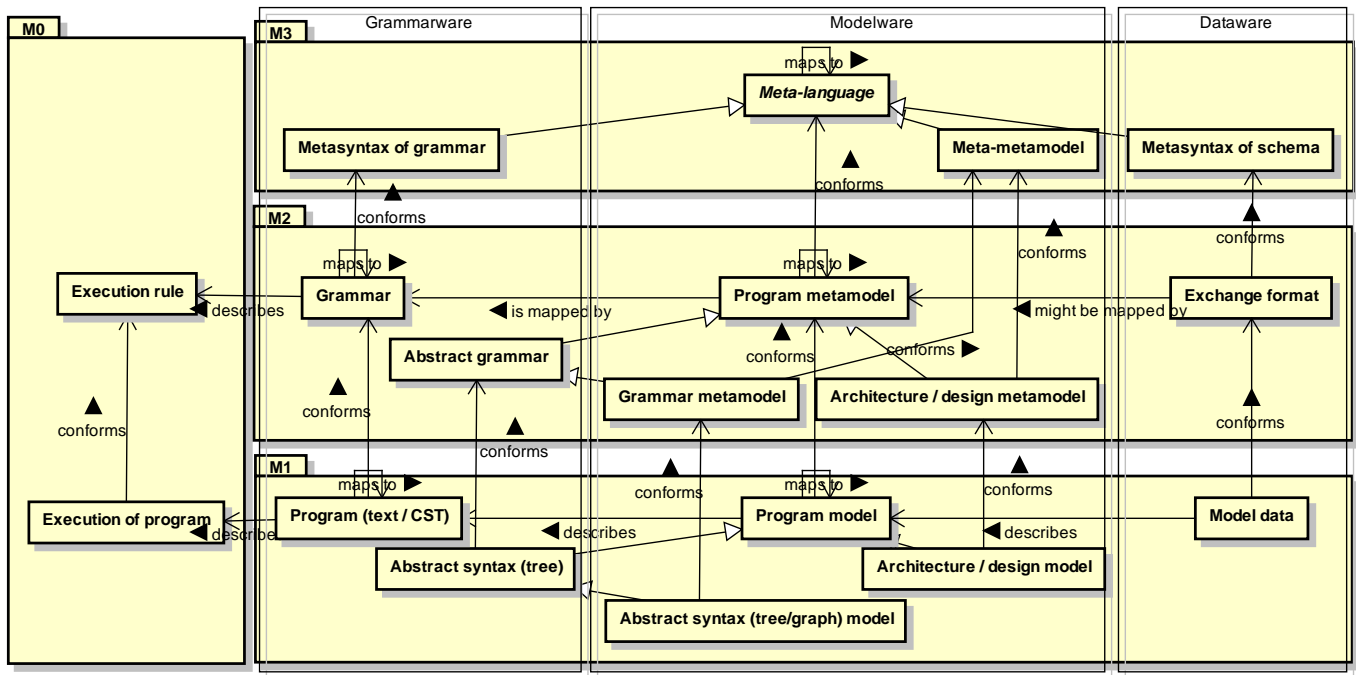 Grammarware
Modelware
Dataware
M0
M3
maps to
Meta-language
Metasyntax of grammar
Meta-metamodel
Metasyntax of schema
conforms
conforms
M2
conforms
conforms
maps to
maps to
Execution rule
Grammar
Program metamodel
Exchange format
describes
is mapped by
might be mapped by
Abstract grammar
conforms
conforms
Grammar metamodel
Architecture / design metamodel
conforms
conforms
conforms
conforms
M1
conforms
conforms
maps to
maps to
Execution of program
Program (text / CST)
Program model
Model data
describe
describes
describes
Abstract syntax (tree)
Architecture / design model
Abstract syntax (tree/graph) model